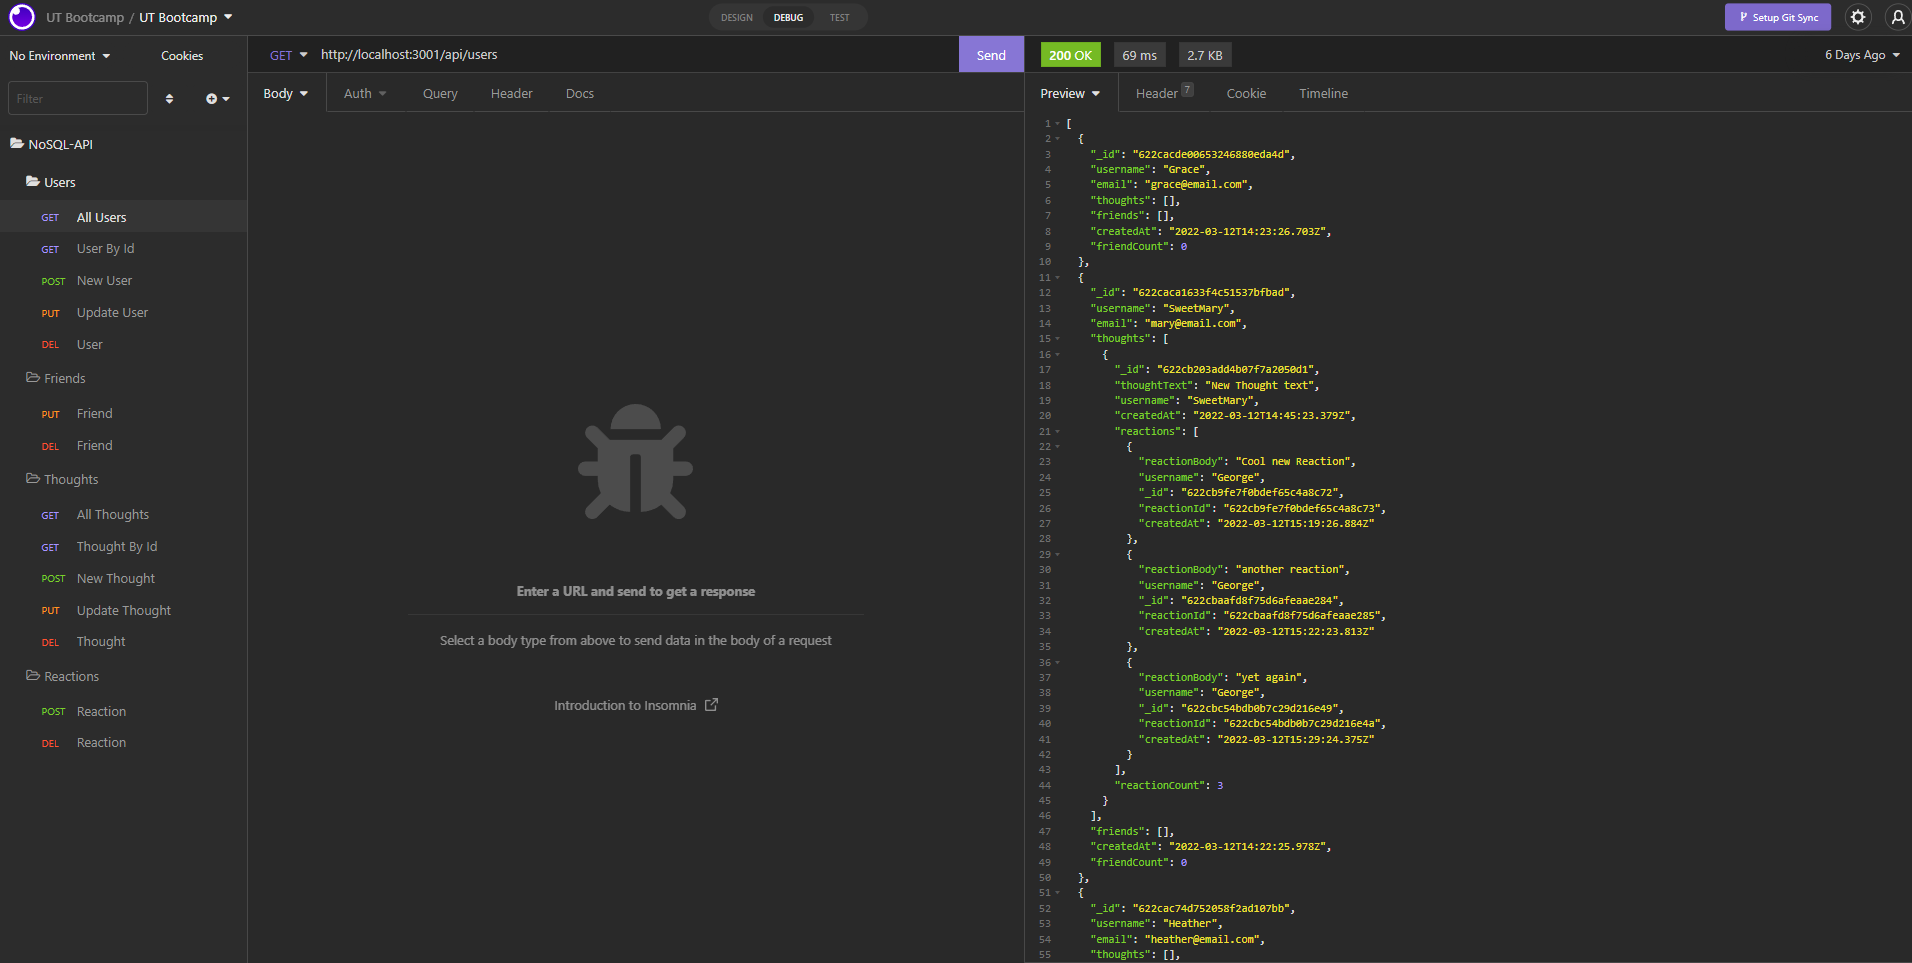 UT Bootcamp / UT Bootcamp
DESIGN DEBUG TEST
Setup Git Sync
No Environment Cookies
Filter
NoSQL-API
Users
GET All Users
GET User By Id
POST New User
PUT Update User
DEL User
Friends
PUT Friend
DEL Friend
Thoughts
GET All Thoughts
GET Thought By Id
POST New Thought
PUT Update Thought
DEL Thought
Reactions
POST Reaction
DEL Reaction
GET http://localhost:3001/api/users Send
Body Auth Query Header Docs
Enter a URL and send to get a response
Select a body type from above to send data in the body of a request
Introduction to Insomnia
200 OK 69 ms 2.7 KB 6 Days Ago
Preview Header 7 Cookie Timeline
1 [
2 {
3 "_id": "622cacde00653246880eda4d",
4 "username": "Grace",
5 "email": "grace@email.com",
6 "thoughts": [],
7 "friends": [],
8 "createdAt": "2022-03-12T14:23:26.703Z",
9 "friendCount": 0
10 },
11 {
12 "_id": "622caca1633f4c51537bfbad",
13 "username": "SweetMary",
14 "email": "mary@email.com",
15 "thoughts": [
16 {
17 "_id": "622cb203add4b07f7a2050d1",
18 "thoughtText": "New Thought text",
19 "username": "SweetMary",
20 "createdAt": "2022-03-12T14:45:23.379Z",
21 "reactions": [
22 {
23 "reactionBody": "Cool new Reaction",
24 "username": "George",
25 "_id": "622cb9fe7f0bdef65c4a8c72",
26 "reactionId": "622cb9fe7f0bdef65c4a8c73",
27 "createdAt": "2022-03-12T15:19:26.884Z"
28 },
29 {
30 "reactionBody": "another reaction",
31 "username": "George",
32 "_id": "622cbaafd8f75d6afeaae284",
33 "reactionId": "622cbaafd8f75d6afeaae285",
34 "createdAt": "2022-03-12T15:22:23.813Z"
35 },
36 {
37 "reactionBody": "yet again",
38 "username": "George",
39 "_id": "622cbc54bdb0b7c29d216e49",
40 "reactionId": "622cbc54bdb0b7c29d216e4a",
41 "createdAt": "2022-03-12T15:29:24.375Z"
42 }
43 ],
44 "reactionCount": 3
45 }
46 ],
47 "friends": [],
48 "createdAt": "2022-03-12T14:22:25.978Z",
49 "friendCount": 0
50 },
51 {
52 "_id": "622cac74d752058f2ad107bb",
53 "username": "Heather",
54 "email": "heather@email.com",
55 "thoughts": [],